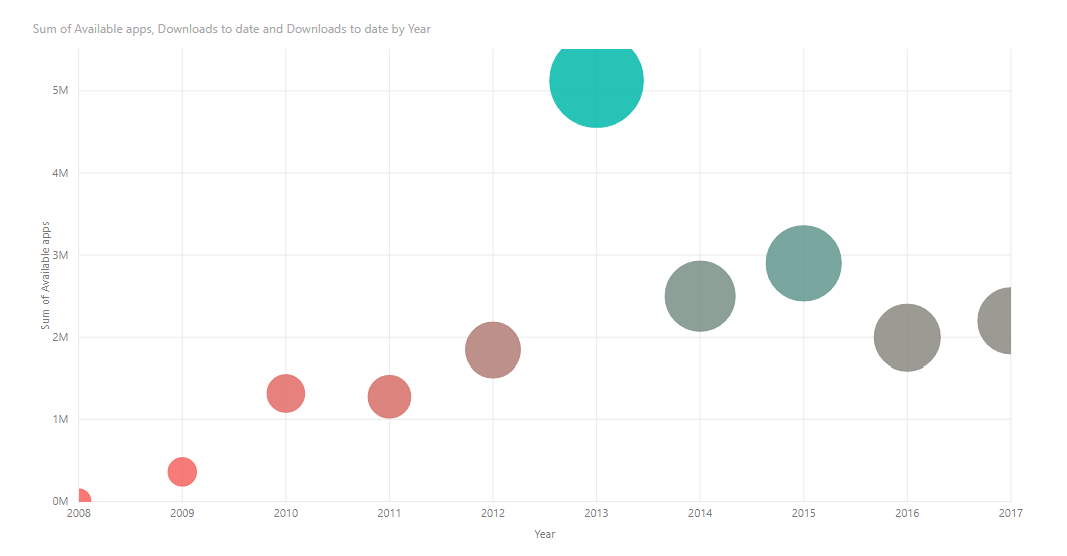 Sum of Available apps, Downloads to date and Downloads to date by Year
5M
4M
3M
2M
1M
0M
Sum of Available apps
2008 2009 2010 2011 2012 2013 2014 2015 2016 2017
Year